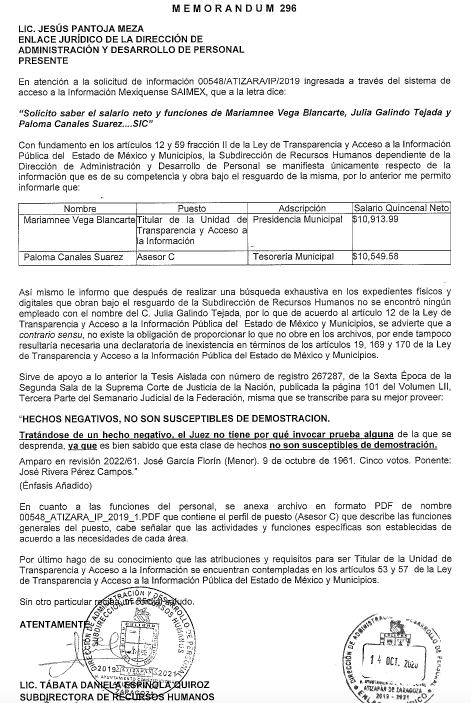 MEMORANDUM 296
LIC. JESÚS PANTOJA MEZA
ENLACE JURÍDICO DE LA DIRECCIÓN DE
ADMINISTRACIÓN Y DESARROLLO DE PERSONAL
PRESENTE
En atención a la solicitud de información 00548/ATIZARA/IP/2019 ingresada a través del sistema de
acceso a la Información Mexiquense SAIMEX, que a la letra dice:
"Solicito saber el salario neto y funciones de Mariamnee Vega Blancarte, Julia Galindo Tejada y
Paloma Canales Suarez....SIC"
Con fundamento en los artículos 12 y 59 fracción II de la Ley de Transparencia y Acceso a la Información
Pública del Estado de México y Municipios, la Subdirección de Recursos Humanos dependiente de la
Dirección de Administración y Desarrollo de Personal se manifiesta únicamente respecto de la
información que es de su competencia y obra bajo el resguardo de la misma, por lo anterior me permito
informarle que:
Nombre Puesto Adscripción Salario Quincenal Neto
Mariamnee Vega Blancarte Titular de la Unidad de Presidencia Municipal $10,913.99
Transparencia y Acceso a
la Información
Paloma Canales Suarez Asesor C Tesorería Municipal $10,549.58
Así mismo le informo que después de realizar una búsqueda exhaustiva en los expedientes físicos y
digitales que obran bajo el resguardo de la Subdirección de Recursos Humanos no se encontró ningún
empleado con el nombre del C. Julia Galindo Tejada, por lo que de acuerdo al artículo 12 de la Ley de
Transparencia y Acceso a la Información Pública del Estado de México y Municipios, se advierte que a
contrario sensu, no existe la obligación de proporcionar lo que no obre en los archivos, por ende tampoco
resultaría necesaria una declaratoria de inexistencia en términos de los artículos 19, 169 y 170 de la Ley
de Transparencia y Acceso a la Información Pública del Estado de México y Municipios.
Sirve de apoyo a lo anterior la Tesis Aislada con número de registro 267287, de la Sexta Época de la
Segunda Sala de la Suprema Corte de Justicia de la Nación, publicada la página 101 del Volumen LII,
Tercera Parte del Semanario Judicial de la Federación, misma que se transcribe para su mejor proveer:
"HECHOS NEGATIVOS, NO SON SUSCEPTIBLES DE DEMOSTRACION.
Tratándose de un hecho negativo, el Juez no tiene por qué invocar prueba alguna de la que se
desprenda, ya que es bien sabido que esta clase de hechos no son susceptibles de demostración.
Amparo en revisión 2022/61. José García Florín (Menor). 9 de octubre de 1961. Cinco votos. Ponente:
José Rivera Pérez Campos."
(Énfasis Añadido)
En cuanto a las funciones del personal, se anexa archivo en formato PDF de nombre
00548_ATIZARA_IP_2019_1.PDF que contiene el perfil de puesto (Asesor C) que describe las funciones
generales del puesto, cabe señalar que las actividades y funciones específicas son establecidas de
acuerdo a las necesidades de cada área.
Por último hago de su conocimiento que las atribuciones y requisitos para ser Titular de la Unidad de
Transparencia y Acceso a la Información se encuentran contempladas en los artículos 53 y 57 de la Ley
de Transparencia y Acceso a la Información Pública del Estado de México y Municipios.
Sin otro particular saludo.
ATENTAMENTE
DIRECCIÓN DE ADMINISTRACIÓN Y DESARROLLO DE PERSONAL
SUBDIRECCIÓN DE RECURSOS HUMANOS
2019 2021
ZARAGOZA
14 OCT. 2020
ATIZAPÁN DE ZARAGOZA
2019 - 2021
LIC. TÁBATA DANIELA ESPÍNOLA QUIROZ
SUBDIRECTORA DE RECURSOS HUMANOS